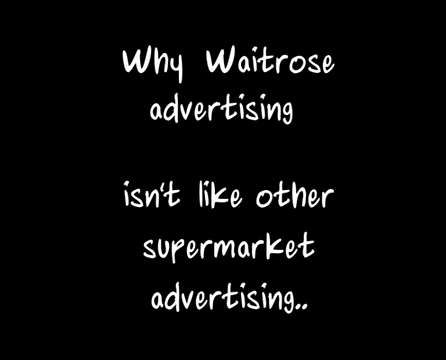 Why Waitrose
advertising
isn't like other
supermarket
advertising..